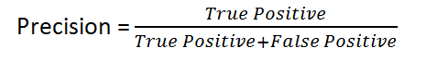 Precision = True Positive
True Positive+False Positive